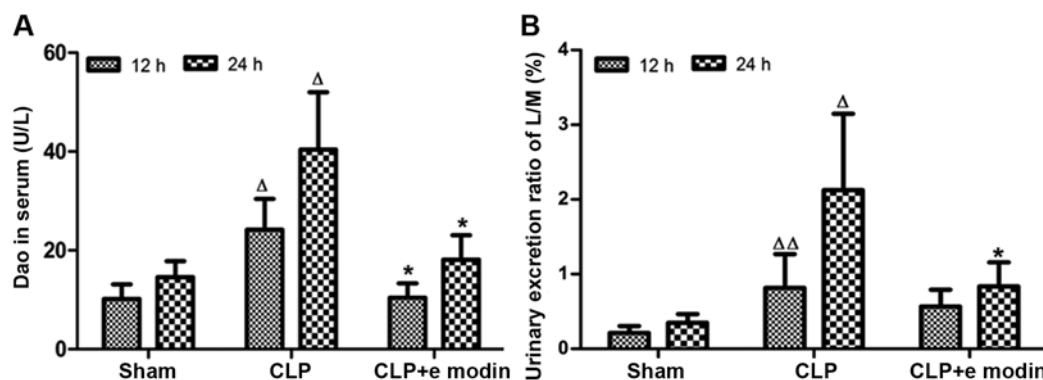 A
Dao in serum (U/L)
60
40
20
0
12 h
24 h
Δ
Δ
*
*
Sham
CLP
CLP+e modin
B
Urinary excretion ratio of L/M (%)
4
3
2
1
0
12 h
24 h
Δ Δ
Δ
*
Sham
CLP
CLP+e modin